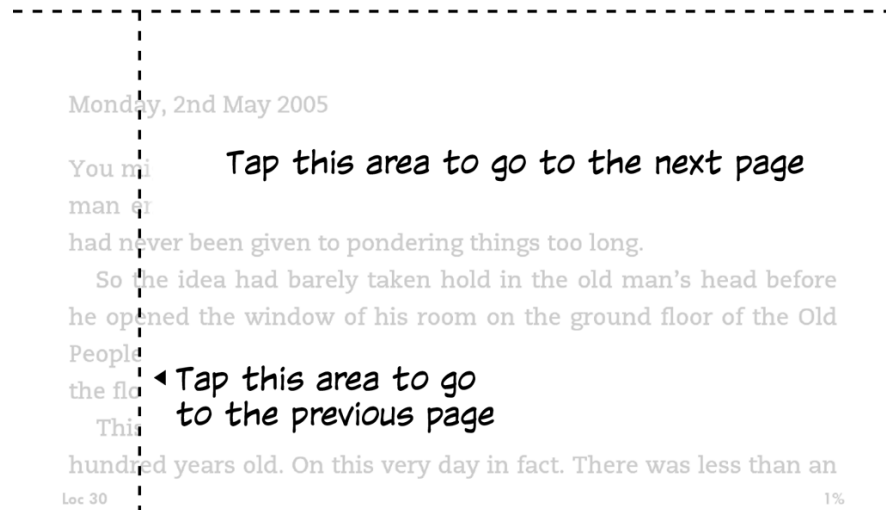 Monday, 2nd May 2005
Tap this area to go to the next page
You mi
man er
had never been given to pondering things too long.
So the idea had barely taken hold in the old man’s head before
he opened the window of his room on the ground floor of the Old
People
the flo
Tap this area to go
to the previous page
This
hundred years old. On this very day in fact. There was less than an
Loc 30
1%